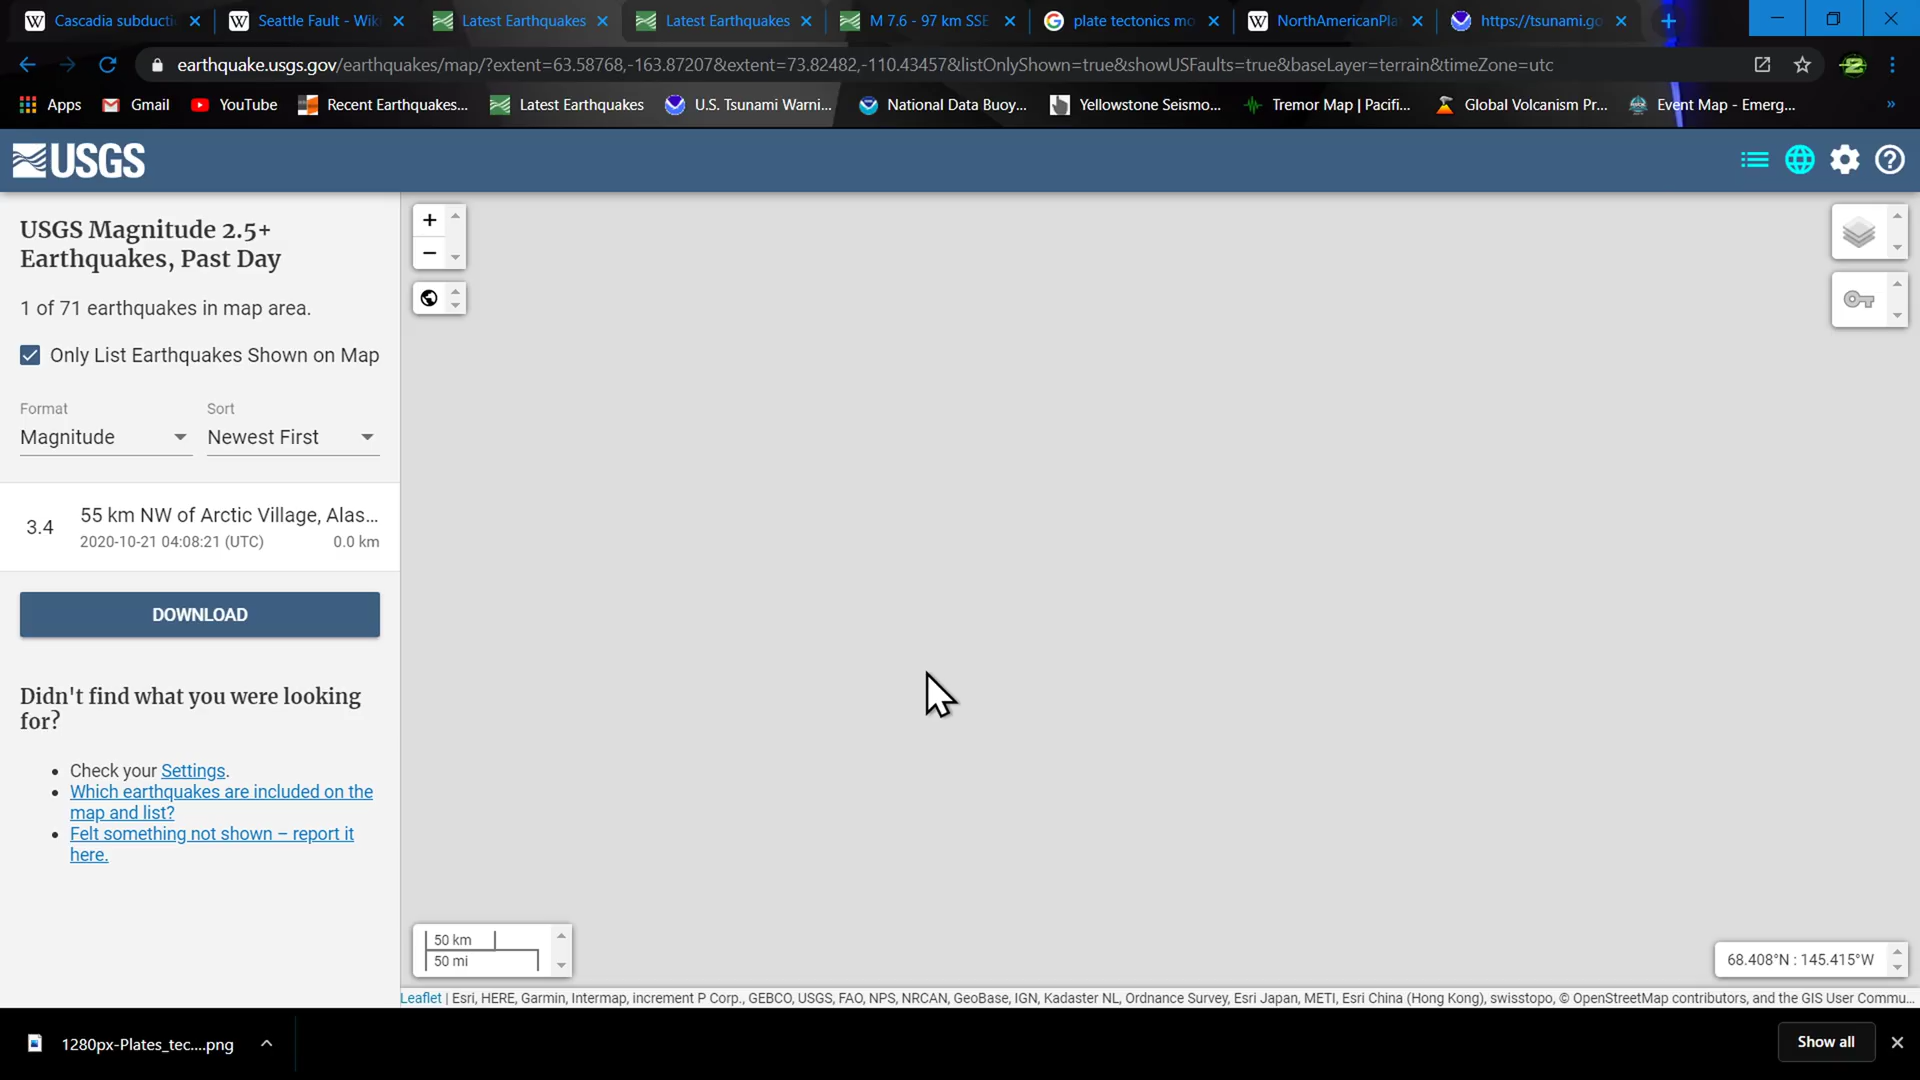 Cascadia subducti
Seattle Fault - Wik
Latest Earthquakes
Latest Earthquakes
M 7.6 - 97 km SSE
plate tectonics mo
NorthAmericanPla
https://tsunami.go
earthquake.usgs.gov/earthquakes/map/?extent=63.58768,-163.87207&extent=73.82482,-110.43457&listOnlyShown=true&showUSFaults=true&baseLayer=terrain&timeZone=utc
Apps
Gmail
YouTube
Recent Earthquakes...
Latest Earthquakes
U.S. Tsunami Warni...
National Data Buoy...
Yellowstone Seismo...
Tremor Map | Pacifi...
Global Volcanism Pr...
Event Map - Emerg...
»
USGS
USGS Magnitude 2.5+
Earthquakes, Past Day
1 of 71 earthquakes in map area.
Only List Earthquakes Shown on Map
Format
Sort
Magnitude
Newest First
3.4
55 km NW of Arctic Village, Alas...
2020-10-21 04:08:21 (UTC)
0.0 km
DOWNLOAD
Didn't find what you were looking
for?
• Check your Settings.
• Which earthquakes are included on the
map and list?
• Felt something not shown – report it
here.
+
−
50 km
50 mi
68.408°N : 145.415°W
Leaflet | Esri, HERE, Garmin, Intermap, increment P Corp., GEBCO, USGS, FAO, NPS, NRCAN, GeoBase, IGN, Kadaster NL, Ordnance Survey, Esri Japan, METI, Esri China (Hong Kong), swisstopo, © OpenStreetMap contributors, and the GIS User Commu...
1280px-Plates_tec....png
Show all